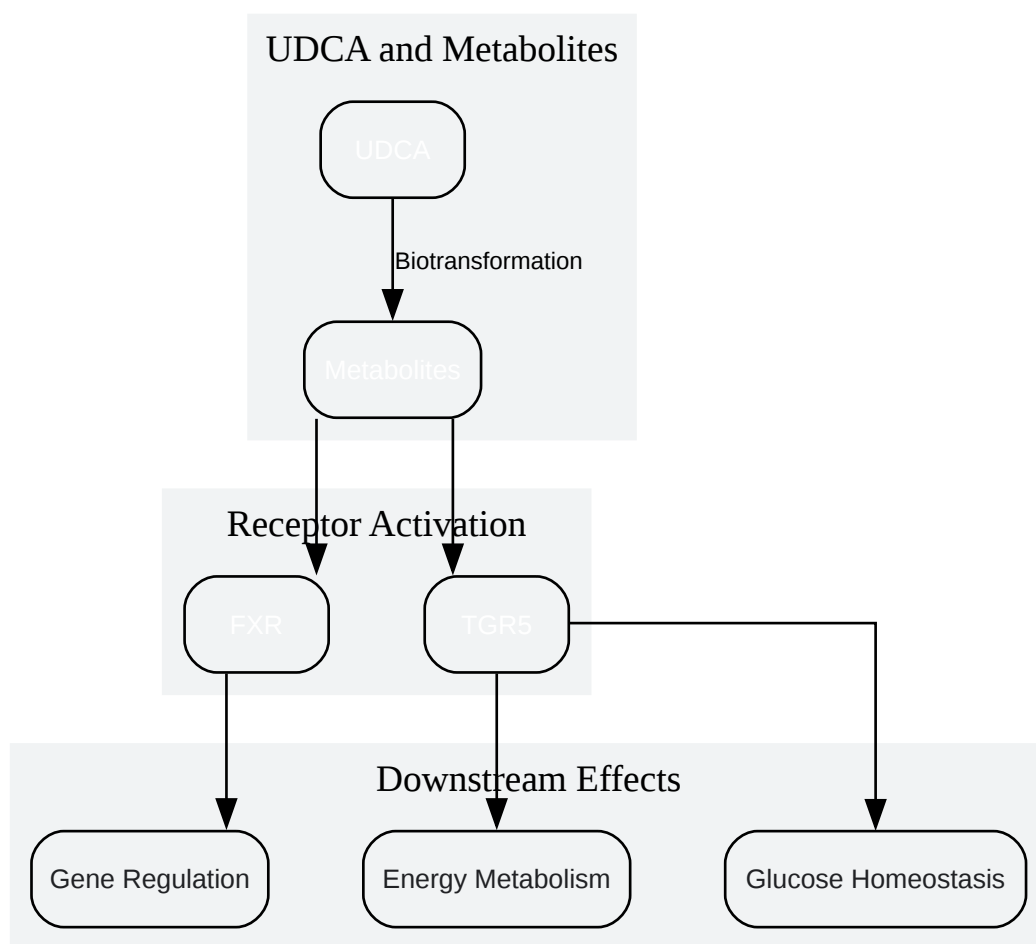 UDCA and Metabolites
UDCA
Biotransformation
Metabolites
Receptor Activation
FXR
TGR5
Downstream Effects
Gene Regulation
Energy Metabolism
Glucose Homeostasis